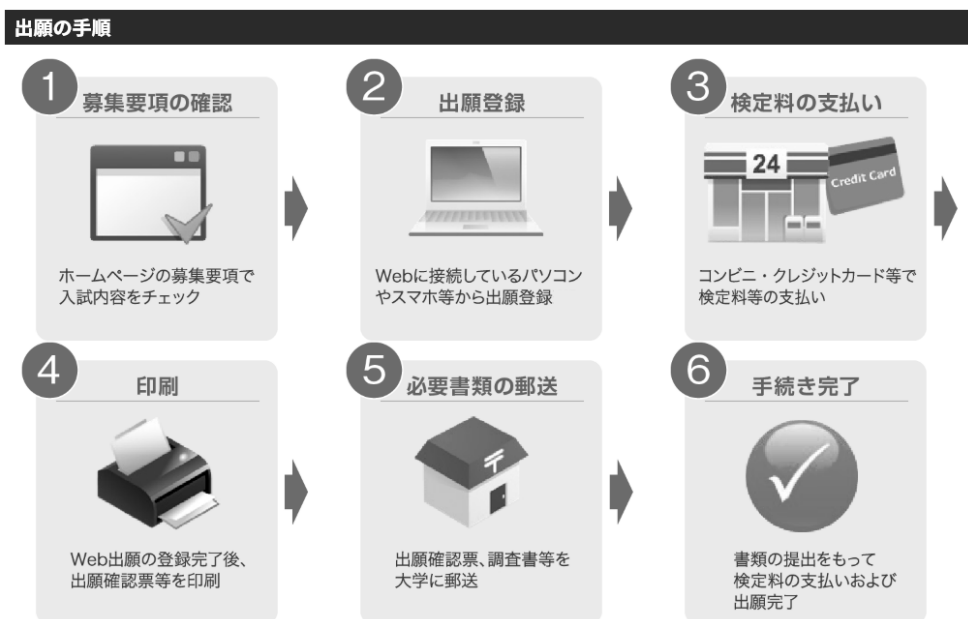 出願の手順
1
募集要項の確認
ホームページの募集要項で
入試内容をチェック
2
出願登録
Webに接続しているパソコン
やスマホ等から出願登録
3
検定料の支払い
24
Credit Card
コンビニ・クレジットカード等で
検定料等の支払い
4
印刷
Web出願の登録完了後、
出願確認票等を印刷
5
必要書類の郵送
〒
出願確認票、調査書等を
大学に郵送
6
手続き完了
書類の提出をもって
検定料の支払いおよび
出願完了